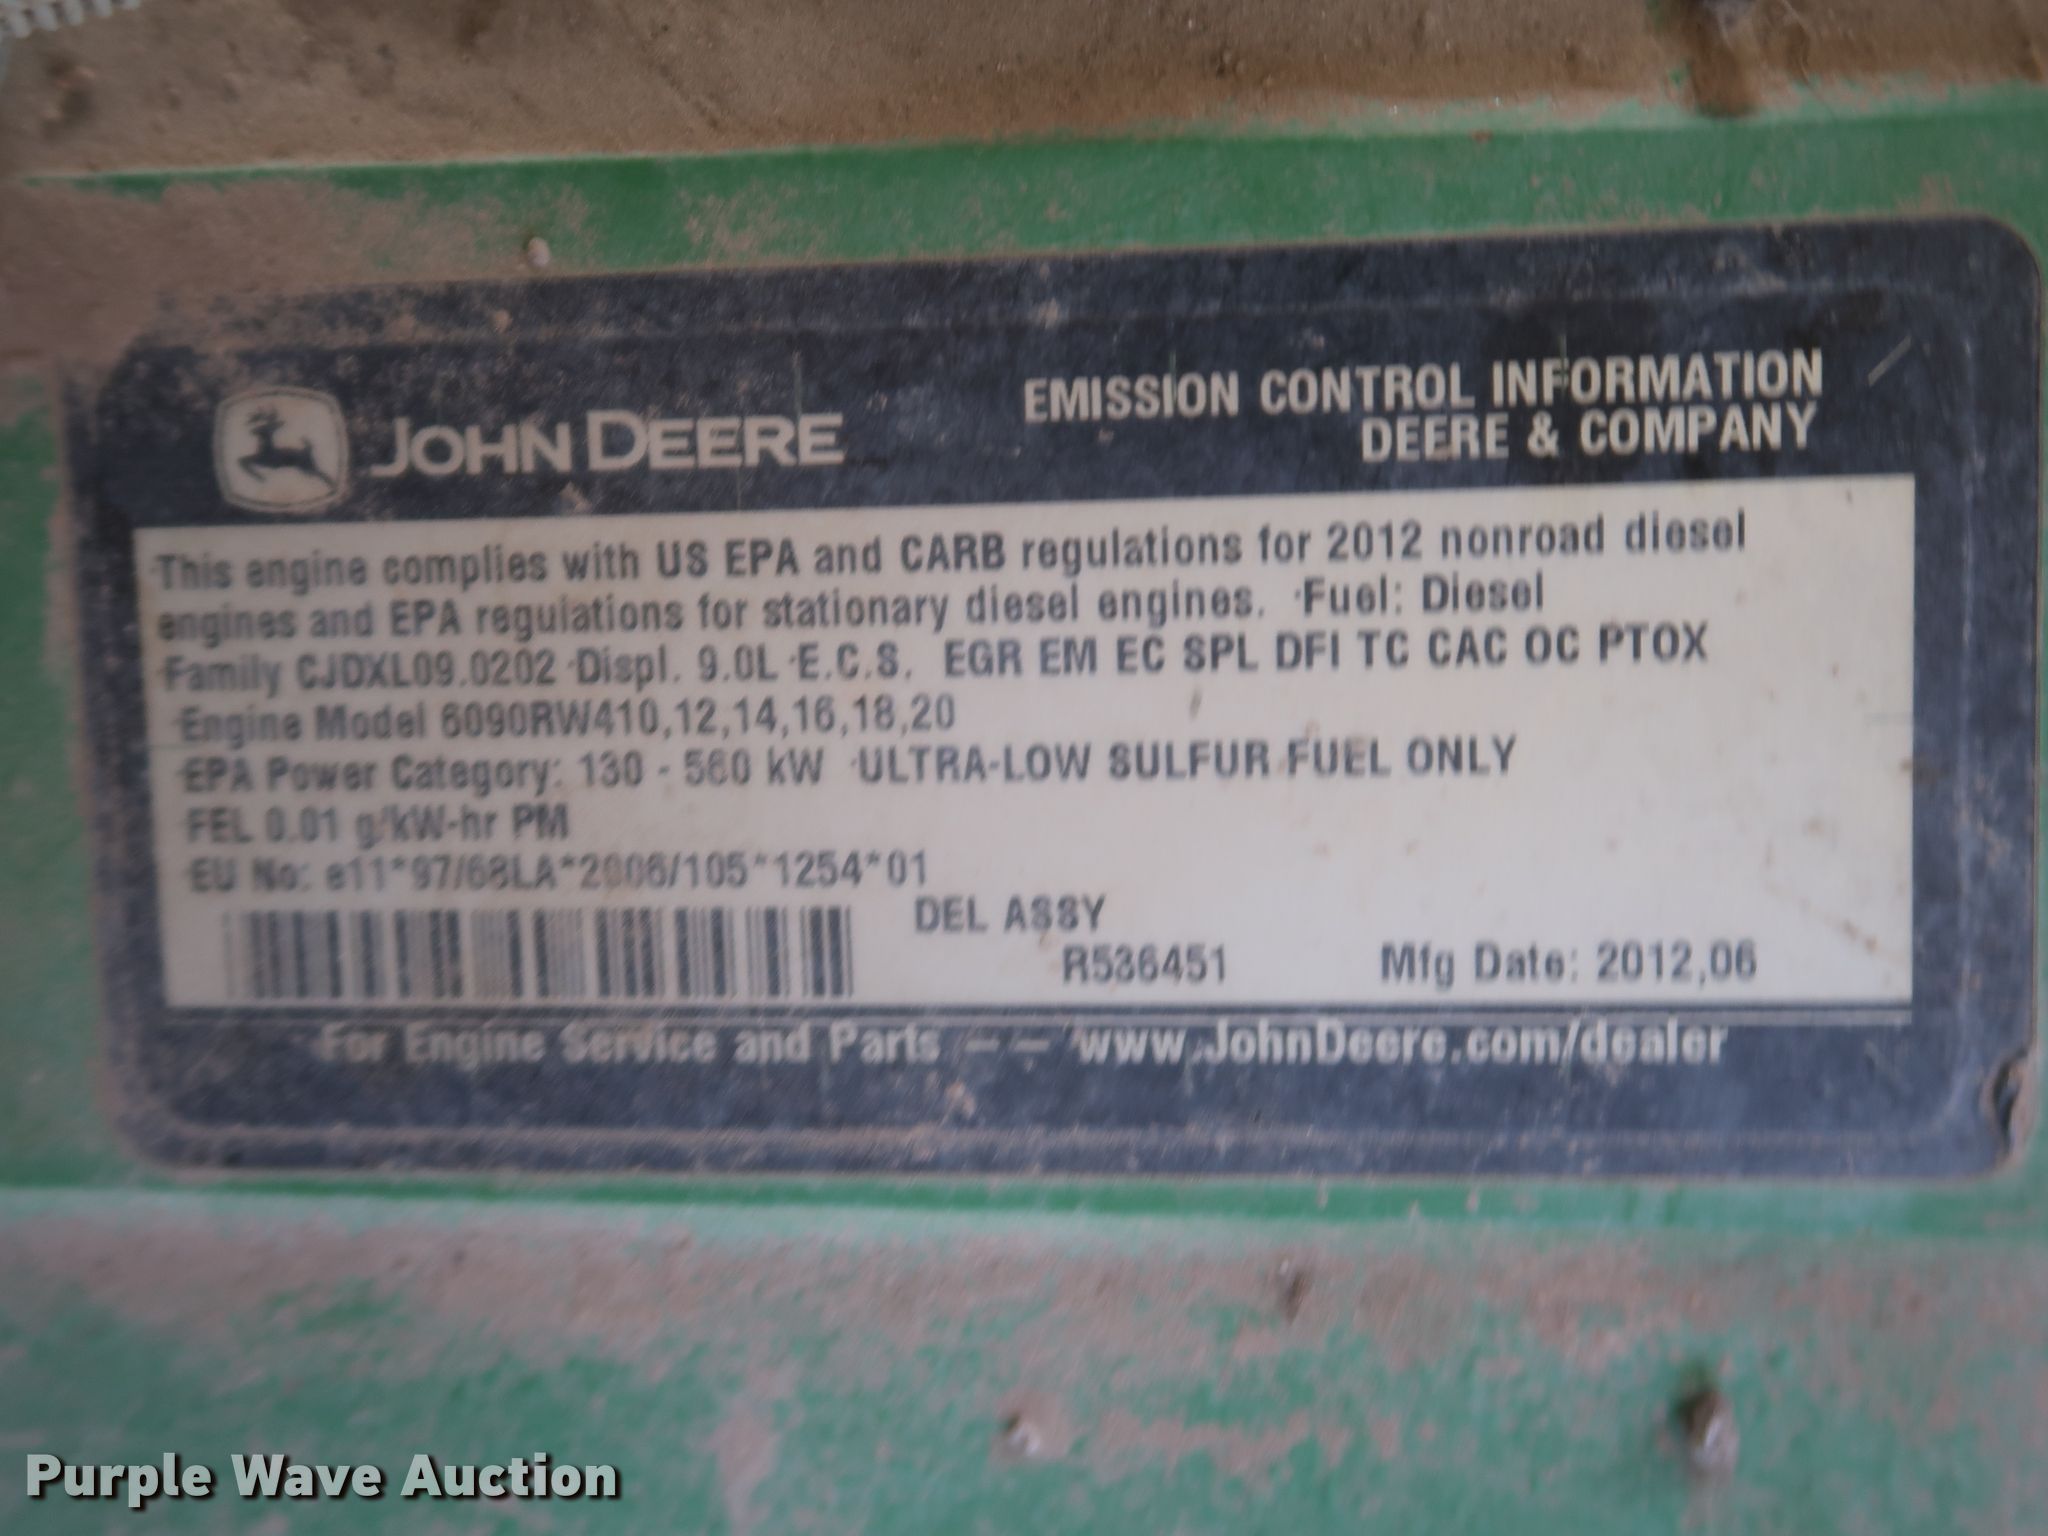 JOHN DEERE
EMISSION CONTROL INFORMATION
DEERE & COMPANY
·This engine complies with US EPA and CARB regulations for 2012 nonroad diesel
engines and EPA regulations for stationary diesel engines. ·Fuel: Diesel
·Family CJDXL09.0202 ·Displ. 9.0L ·E.C.S. EGR EM EC SPL DFI TC CAC OC PTOX
·Engine Model 6090RW410,12,14,16,18,20
·EPA Power Category: 130 - 560 kW ·ULTRA-LOW SULFUR FUEL ONLY
·FEL 0.01 g/kW-hr PM
EU No: e11*97/68LA*2006/105*1254*01
DEL ASSY
R536451 Mfg Date: 2012,06
For Engine Service and Parts -- www.JohnDeere.com/dealer
Purple Wave Auction